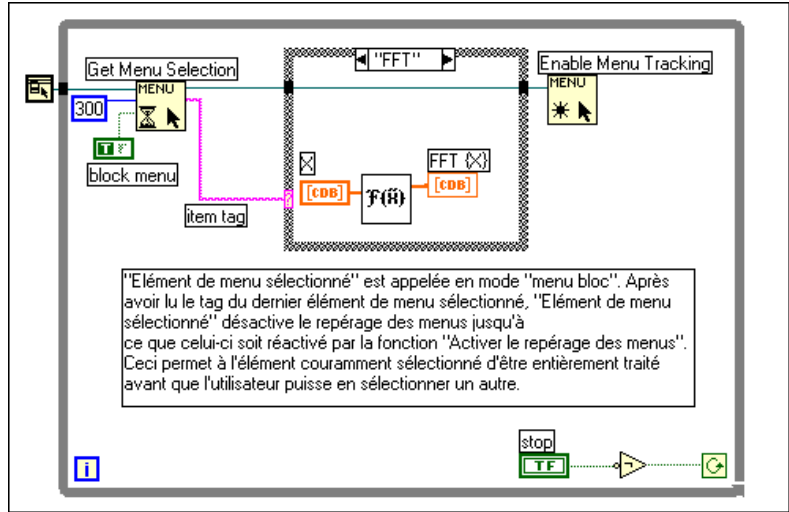 Get Menu Selection
"FFT"
Enable Menu Tracking
MENU
MENU
300
T F
block menu
item tag
?
X
[CDB]
F(x)
FFT {X}
[CDB]
"Elément de menu sélectionné" est appelée en mode "menu bloc". Après
avoir lu le tag du dernier élément de menu sélectionné, "Elément de menu
sélectionné" désactive le repérage des menus jusqu'à
ce que celui-ci soit réactivé par la fonction "Activer le repérage des menus".
Ceci permet à l'élément couramment sélectionné d'être entièrement traité
avant que l'utilisateur puisse en sélectionner un autre.
stop
TF
i